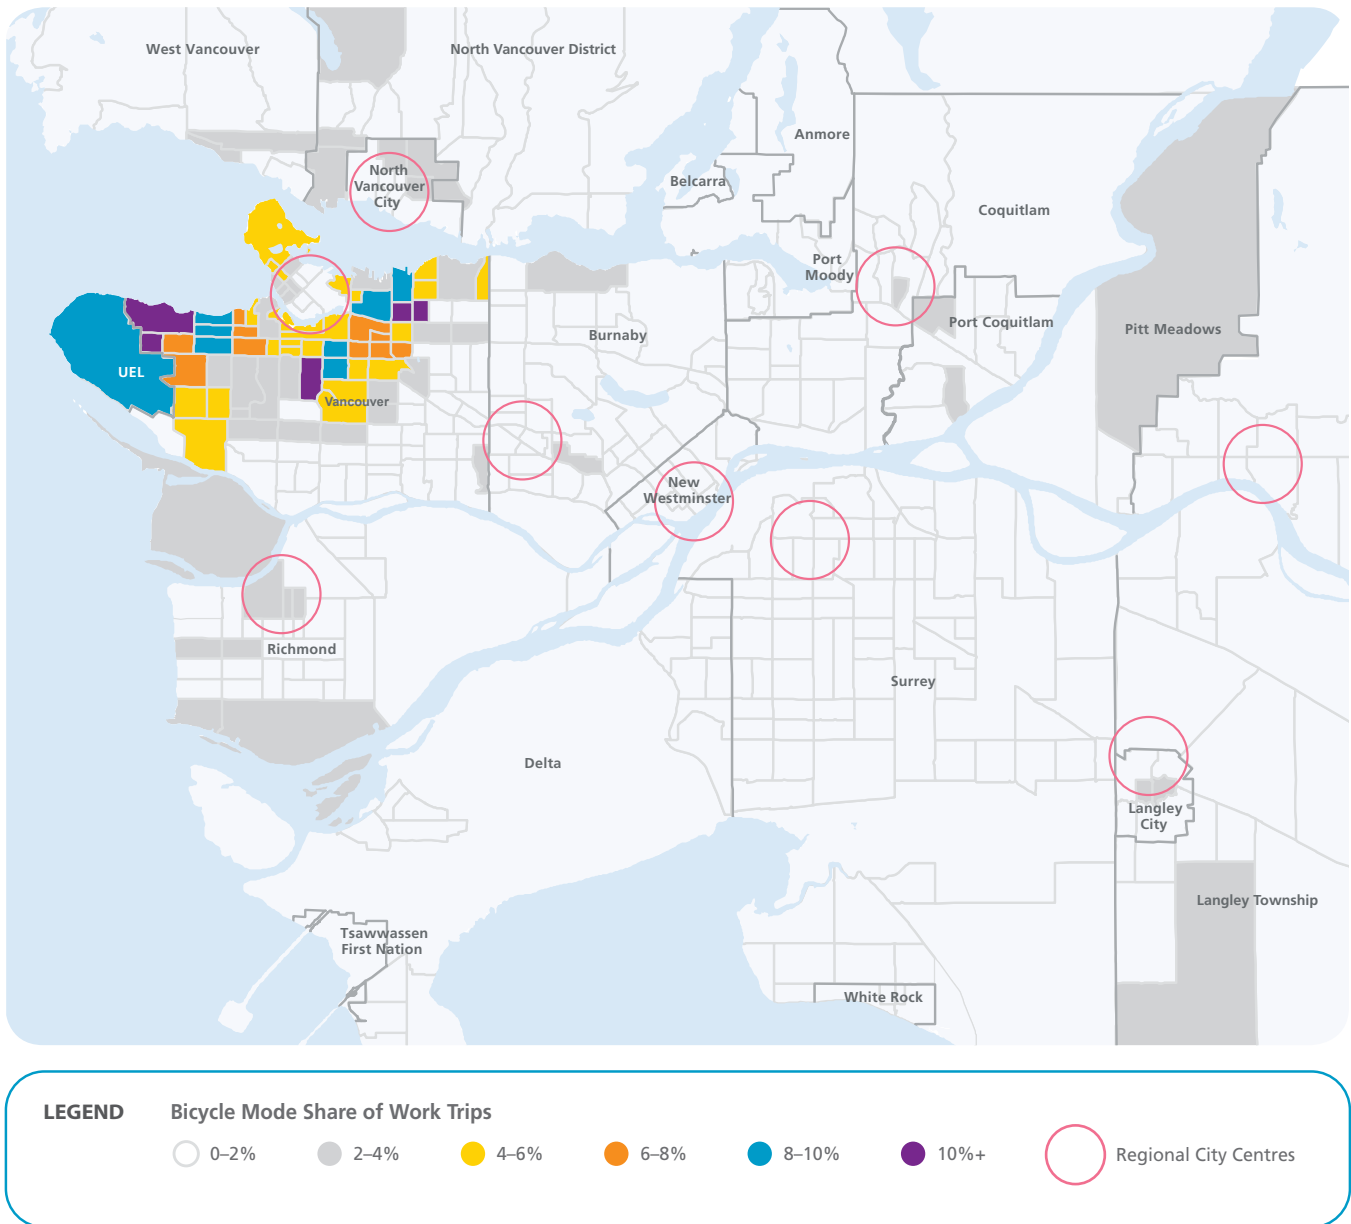 West Vancouver
North Vancouver District
Anmore
North
Vancouver
City
Belcarra
Coquitlam
Port
Moody
Port Coquitlam
Pitt Meadows
Burnaby
UEL
Vancouver
New
Westminster
Richmond
Surrey
Delta
Langley
City
Langley Township
Tsawwassen
First Nation
White Rock
LEGEND
Bicycle Mode Share of Work Trips
0–2%
2–4%
4–6%
6–8%
8–10%
10%+
Regional City Centres